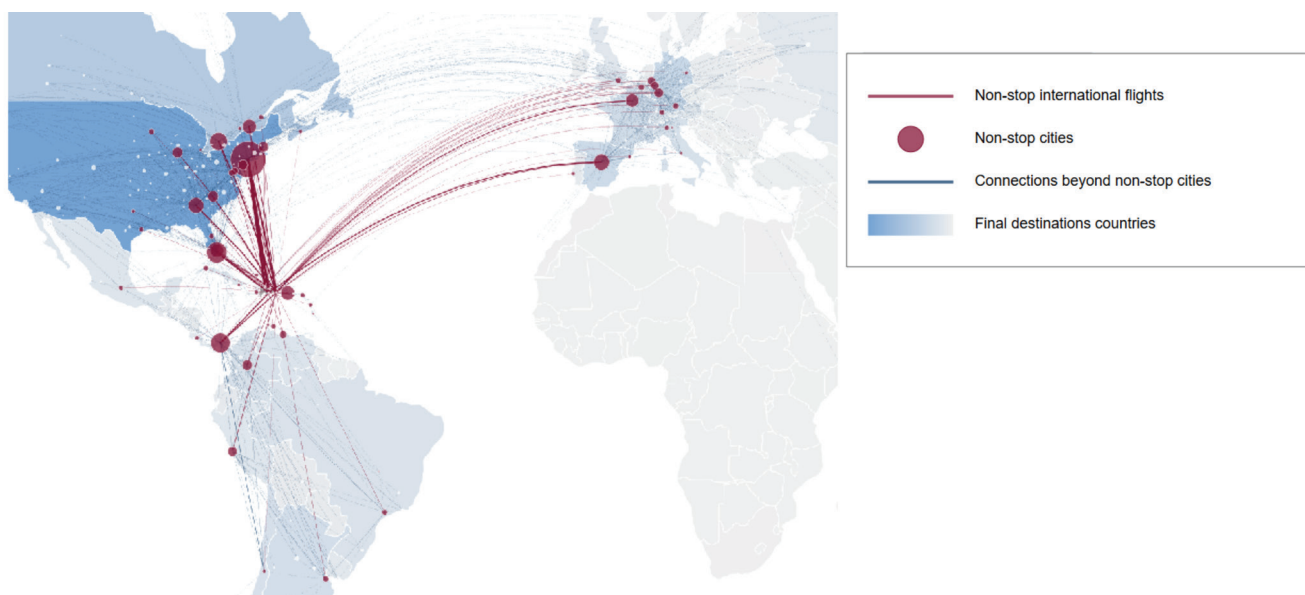 Non-stop international flights
Non-stop cities
Connections beyond non-stop cities
Final destinations countries